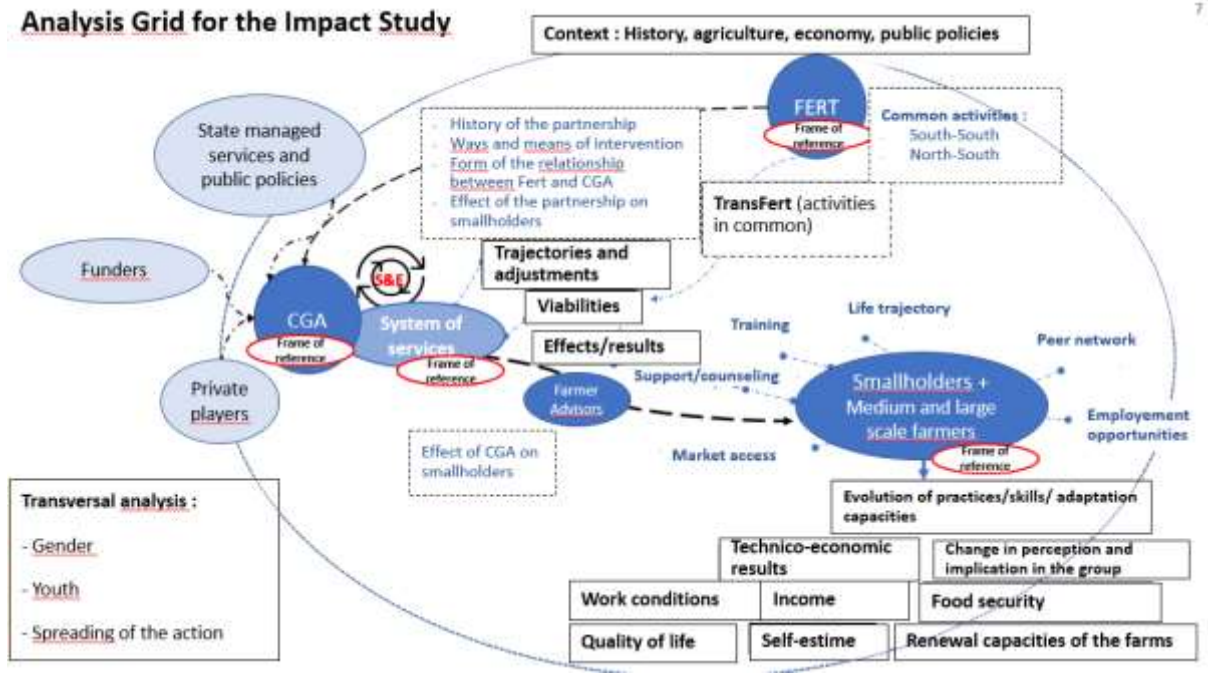 7
Analysis Grid for the Impact Study
Context : History, agriculture, economy, public policies
FERT
Frame of
reference
Common activities :
South-South
North-South
State managed
services and
public policies
- History of the partnership
- Ways and means of intervention
- Form of the relationship
between Fert and CGA
- Effect of the partnership on
smallholders
TransFert (activities
in common)
Funders
S&E
Trajectories and
adjustments
Viabilities
Effects/results
CGA
Frame of
reference
System of
services
Frame of
reference
Private
players
Farmer
Advisors
Effect of CGA on
smallholders
Training
Life trajectory
Peer network
Support/counseling
Employement
opportunities
Market access
Smallholders +
Medium and large
scale farmers
Frame of
reference
Transversal analysis :
- Gender
- Youth
- Spreading of the action
Evolution of practices/skills/ adaptation
capacities
Technico-economic
results
Change in perception and
implication in the group
Work conditions
Income
Food security
Quality of life
Self-estime
Renewal capacities of the farms